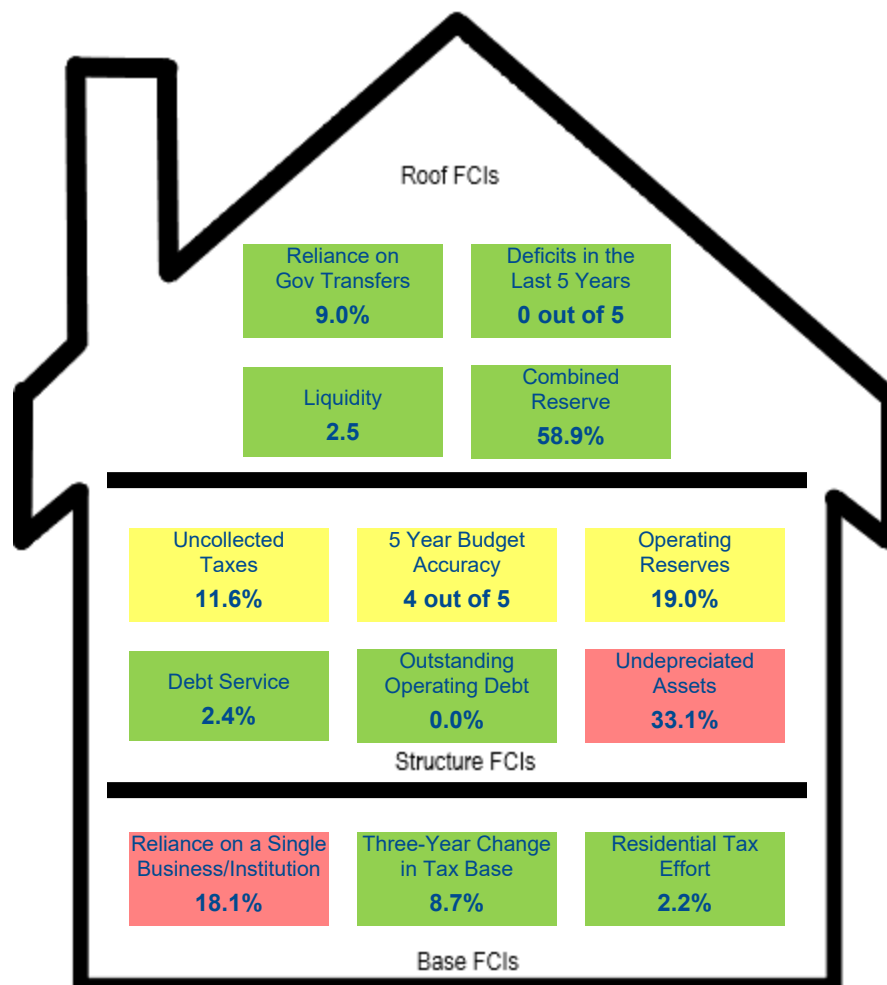 Roof FCIs
Reliance on
Gov Transfers
9.0%
Deficits in the
Last 5 Years
0 out of 5
Liquidity
2.5
Combined
Reserve
58.9%
Uncollected
Taxes
11.6%
5 Year Budget
Accuracy
4 out of 5
Operating
Reserves
19.0%
Debt Service
2.4%
Outstanding
Operating Debt
0.0%
Undepreciated
Assets
33.1%
Structure FCIs
Reliance on a Single
Business/Institution
18.1%
Three-Year Change
in Tax Base
8.7%
Residential Tax
Effort
2.2%
Base FCIs